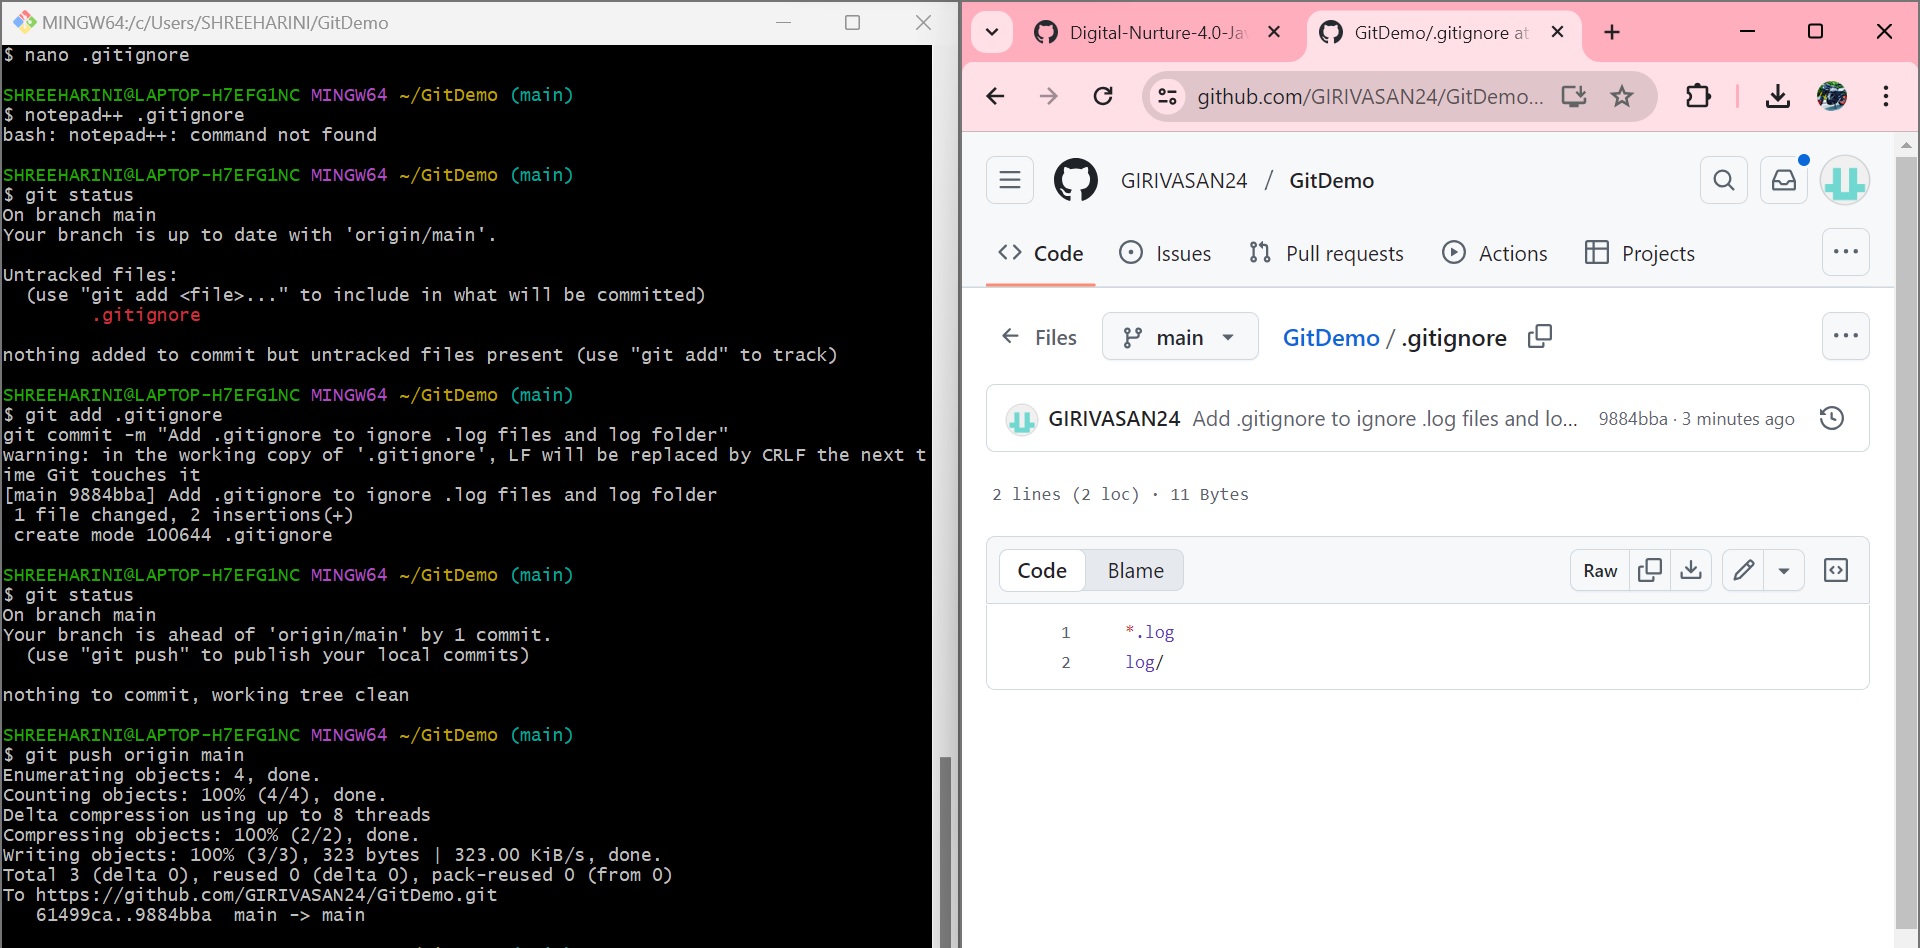 MINGW64:/c/Users/SHREEHARINI/GitDemo
$ nano .gitignore
SHREEHARINI@LAPTOP-H7EFG1NC MINGW64 ~/GitDemo (main)
$ notepad++ .gitignore
bash: notepad++: command not found
SHREEHARINI@LAPTOP-H7EFG1NC MINGW64 ~/GitDemo (main)
$ git status
On branch main
Your branch is up to date with 'origin/main'.
Untracked files:
(use "git add <file>..." to include in what will be committed)
.gitignore
nothing added to commit but untracked files present (use "git add" to track)
SHREEHARINI@LAPTOP-H7EFG1NC MINGW64 ~/GitDemo (main)
$ git add .gitignore
git commit -m "Add .gitignore to ignore .log files and log folder"
warning: in the working copy of '.gitignore', LF will be replaced by CRLF the next t
ime Git touches it
[main 9884bba] Add .gitignore to ignore .log files and log folder
1 file changed, 2 insertions(+)
create mode 100644 .gitignore
SHREEHARINI@LAPTOP-H7EFG1NC MINGW64 ~/GitDemo (main)
$ git status
On branch main
Your branch is ahead of 'origin/main' by 1 commit.
(use "git push" to publish your local commits)
nothing to commit, working tree clean
SHREEHARINI@LAPTOP-H7EFG1NC MINGW64 ~/GitDemo (main)
$ git push origin main
Enumerating objects: 4, done.
Counting objects: 100% (4/4), done.
Delta compression using up to 8 threads
Compressing objects: 100% (2/2), done.
Writing objects: 100% (3/3), 323 bytes | 323.00 KiB/s, done.
Total 3 (delta 0), reused 0 (delta 0), pack-reused 0 (from 0)
To https://github.com/GIRIVASAN24/GitDemo.git
61499ca..9884bba main -> main
Digital-Nurture-4.0-Ja
GitDemo/.gitignore at
github.com/GIRIVASAN24/GitDemo...
GIRIVASAN24 / GitDemo
Code Issues Pull requests Actions Projects
Files main GitDemo / .gitignore
GIRIVASAN24 Add .gitignore to ignore .log files and lo... 9884bba · 3 minutes ago
2 lines (2 loc) · 11 Bytes
Code Blame Raw
1 *.log
2 log/